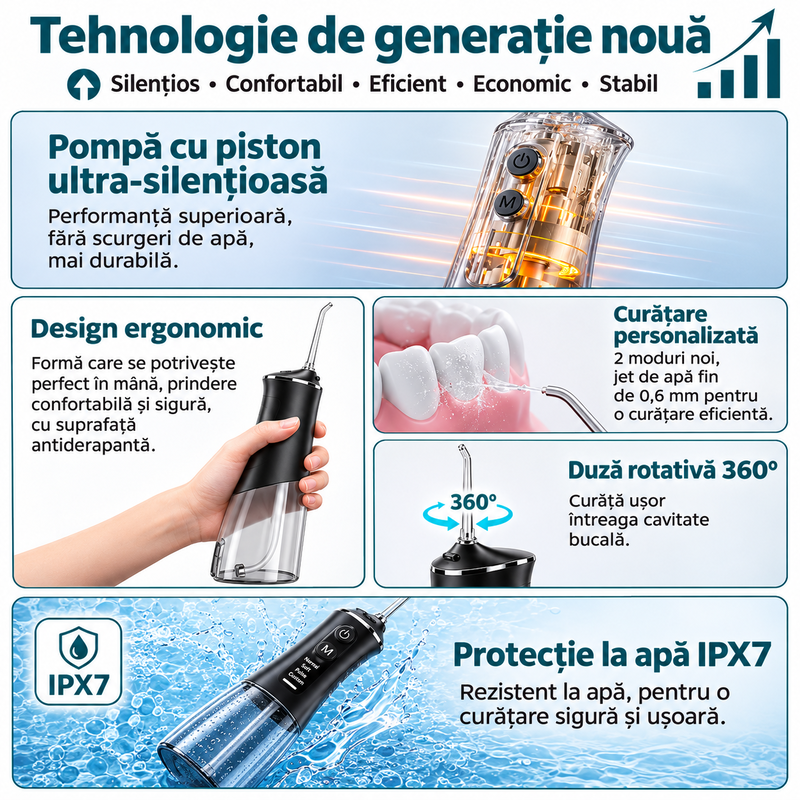 Tehnologie de generație nouă
Silențios • Confortabil • Eficient • Economic • Stabil
Pompă cu piston
ultra-silențioasă
Performanță superioară,
fără scurgeri de apă,
mai durabilă.
M
Design ergonomic
Formă care se potrivește
perfect în mână, prindere
confortabilă și sigură,
cu suprafață
antiderapantă.
Curățare
personalizată
2 moduri noi,
jet de apă fin
de 0,6 mm pentru
o curățare eficientă.
360°
Duză rotativă 360°
Curăță ușor
întreaga cavitate
bucală.
IPX7
M
Normal
Soft
Pulse
Custom
Protecție la apă IPX7
Rezistent la apă, pentru o
curățare sigură și ușoară.